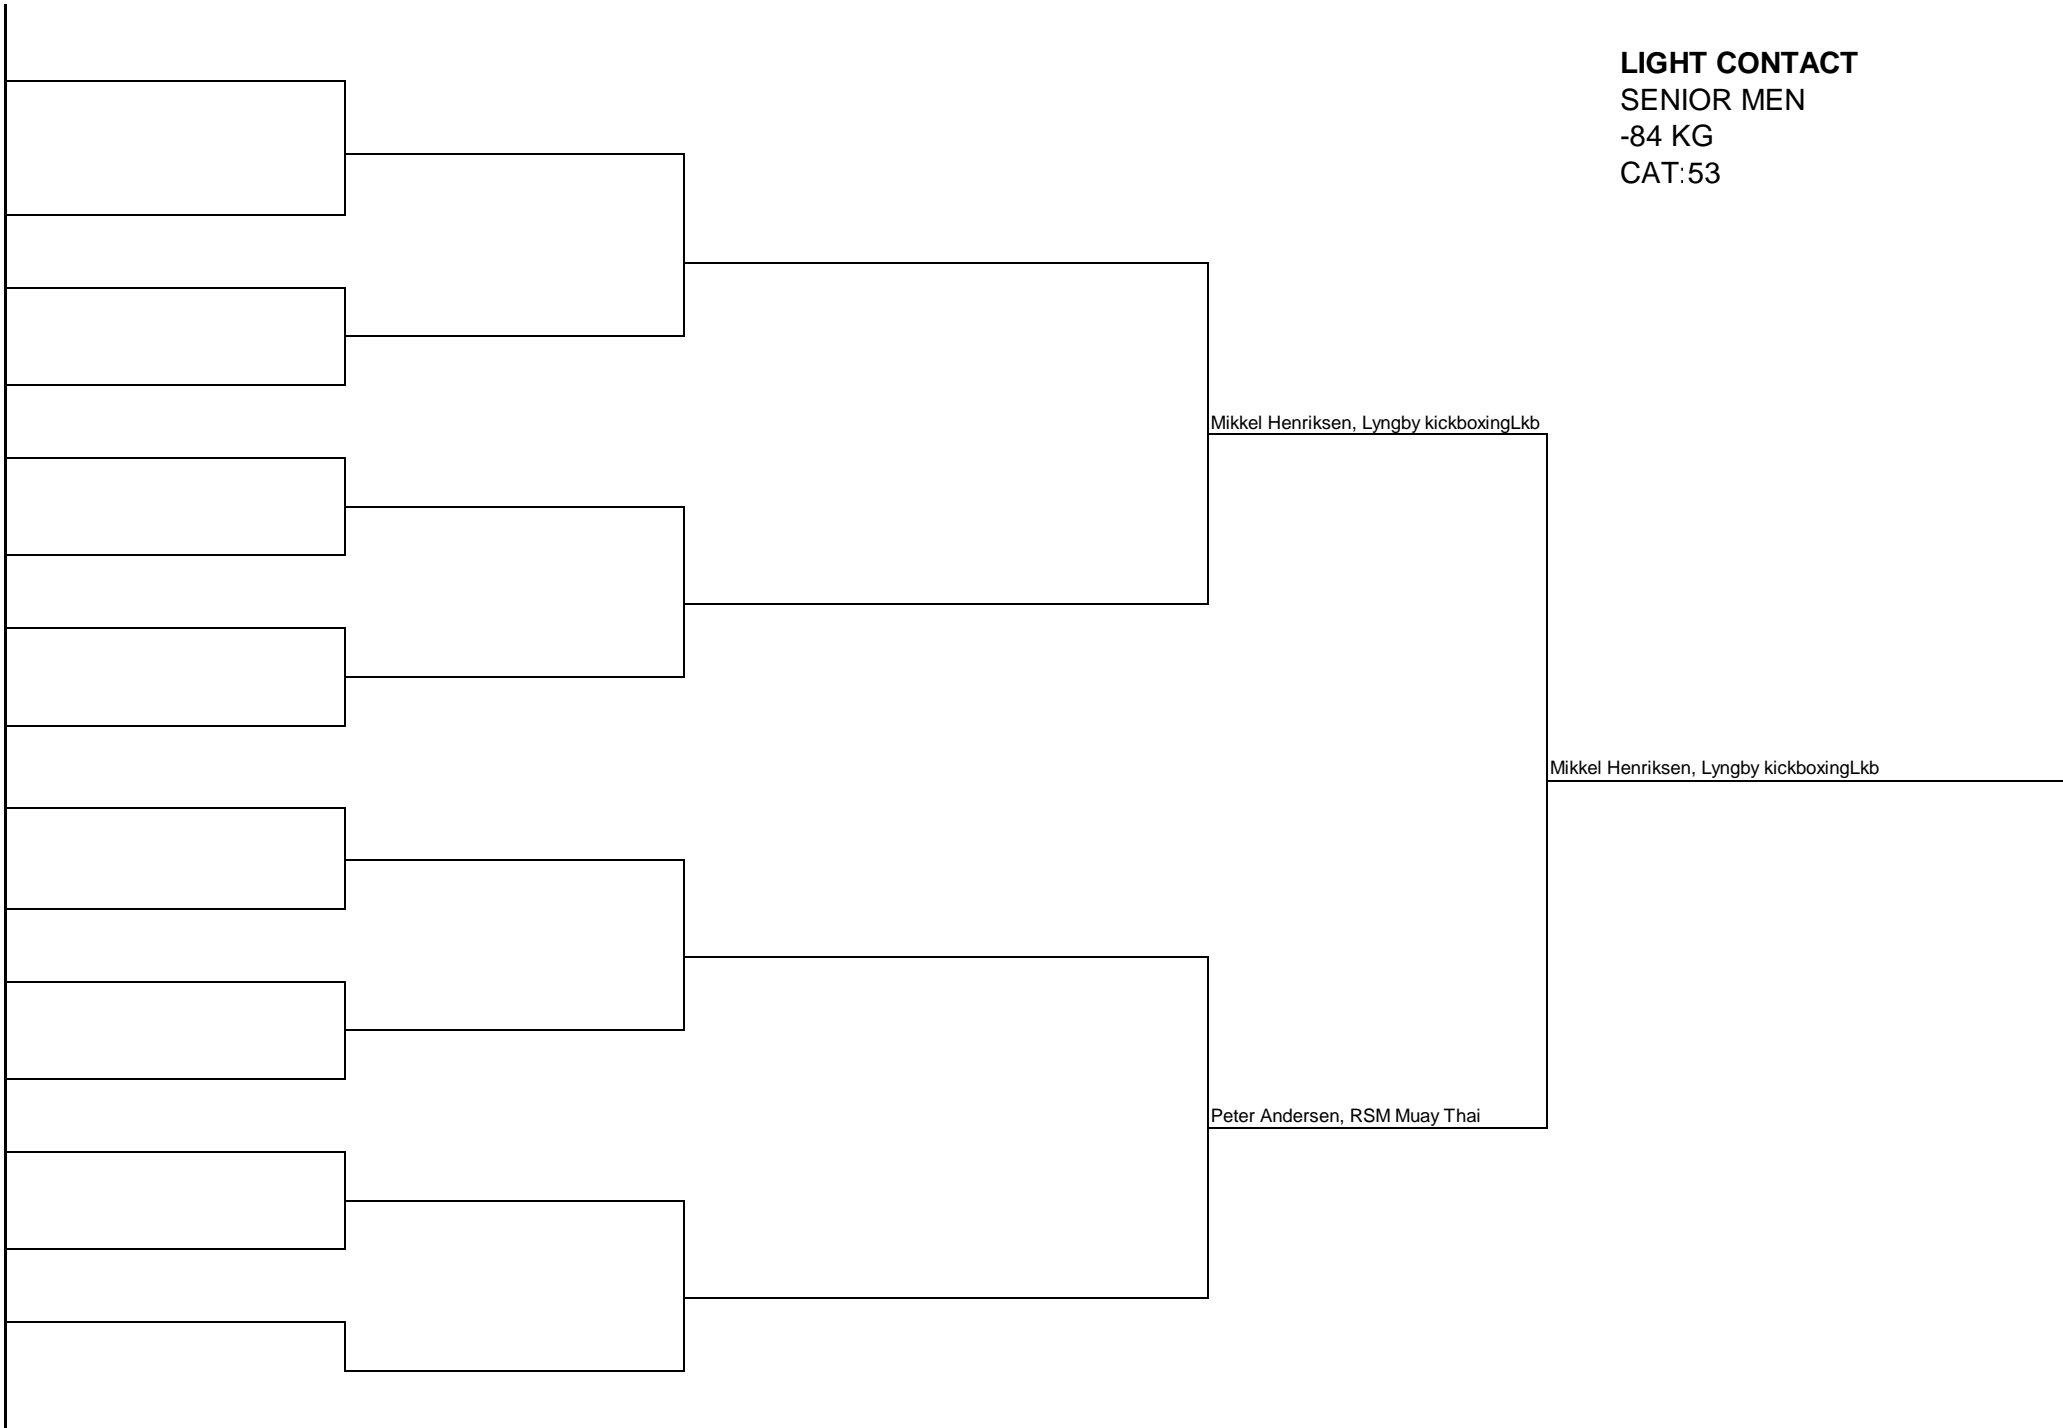 LIGHT CONTACT
SENIOR MEN
-84 KG
CAT:53
Mikkel Henriksen, Lyngby kickboxingLkb
Mikkel Henriksen, Lyngby kickboxingLkb
Peter Andersen, RSM Muay Thai